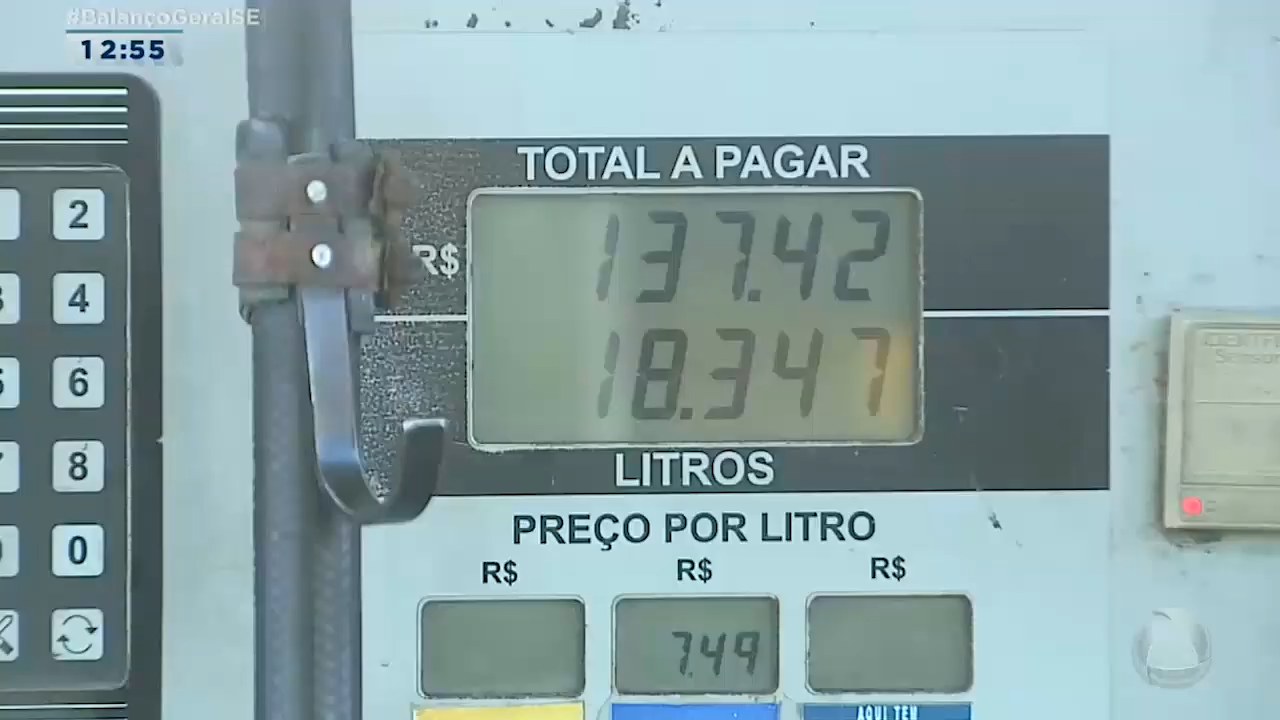 #BalançoGeralSE
12:55
TOTAL A PAGAR
R$ 137.42
18.347
LITROS
PREÇO POR LITRO
R$ R$ R$
7.49
AQUI TEM
2
4
6
8
0